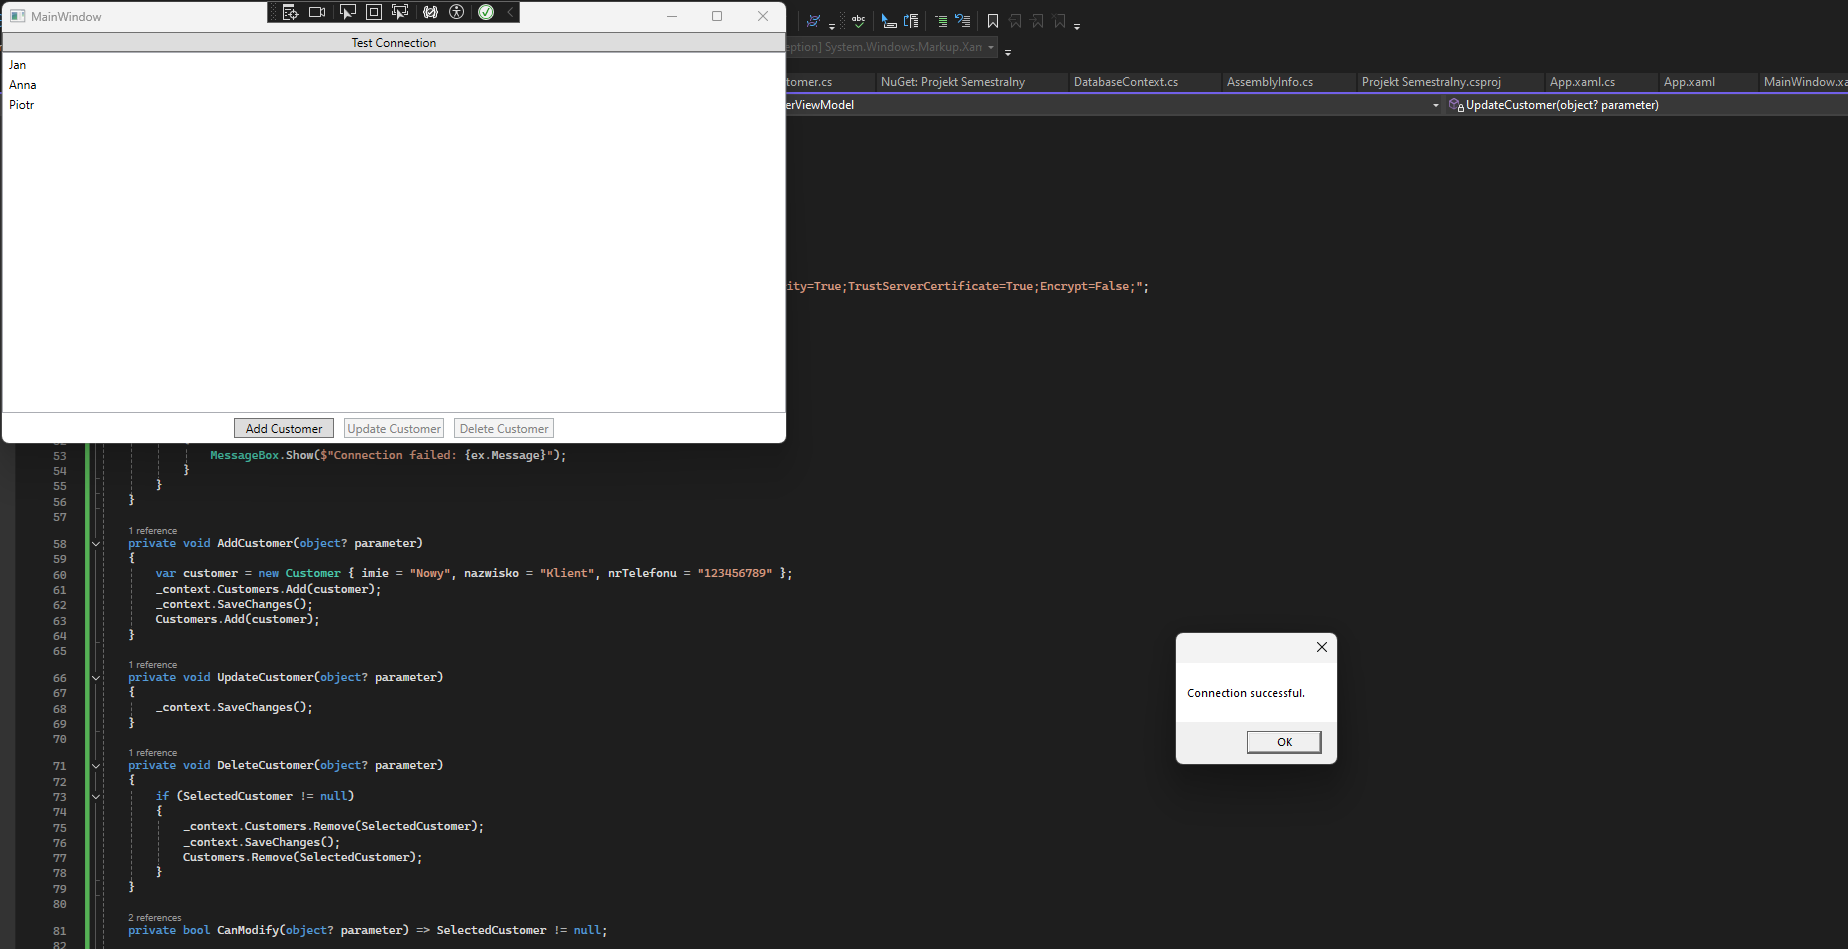 MainWindow
Test Connection
Jan
Anna
Piotr
Add Customer
Update Customer
Delete Customer
abc
eption] System.Windows.Markup.Xan
tomer.cs
NuGet: Projekt Semestralny
DatabaseContext.cs
AssemblyInfo.cs
Projekt Semestralny.csproj
App.xaml.cs
App.xaml
MainWindow.xa
erViewModel
UpdateCustomer(object? parameter)
ity=True;TrustServerCertificate=True;Encrypt=False;";
53 MessageBox.Show($"Connection failed: {ex.Message}");
54 }
55 }
56 }
57
1 reference
58 private void AddCustomer(object? parameter)
59 {
60 var customer = new Customer { imie = "Nowy", nazwisko = "Klient", nrTelefonu = "123456789" };
61 _context.Customers.Add(customer);
62 _context.SaveChanges();
63 Customers.Add(customer);
64 }
65
1 reference
66 private void UpdateCustomer(object? parameter)
67 {
68 _context.SaveChanges();
69 }
70
1 reference
71 private void DeleteCustomer(object? parameter)
72 {
73 if (SelectedCustomer != null)
74 {
75 _context.Customers.Remove(SelectedCustomer);
76 _context.SaveChanges();
77 Customers.Remove(SelectedCustomer);
78 }
79 }
80
2 references
81 private bool CanModify(object? parameter) => SelectedCustomer != null;
82
Connection successful.
OK